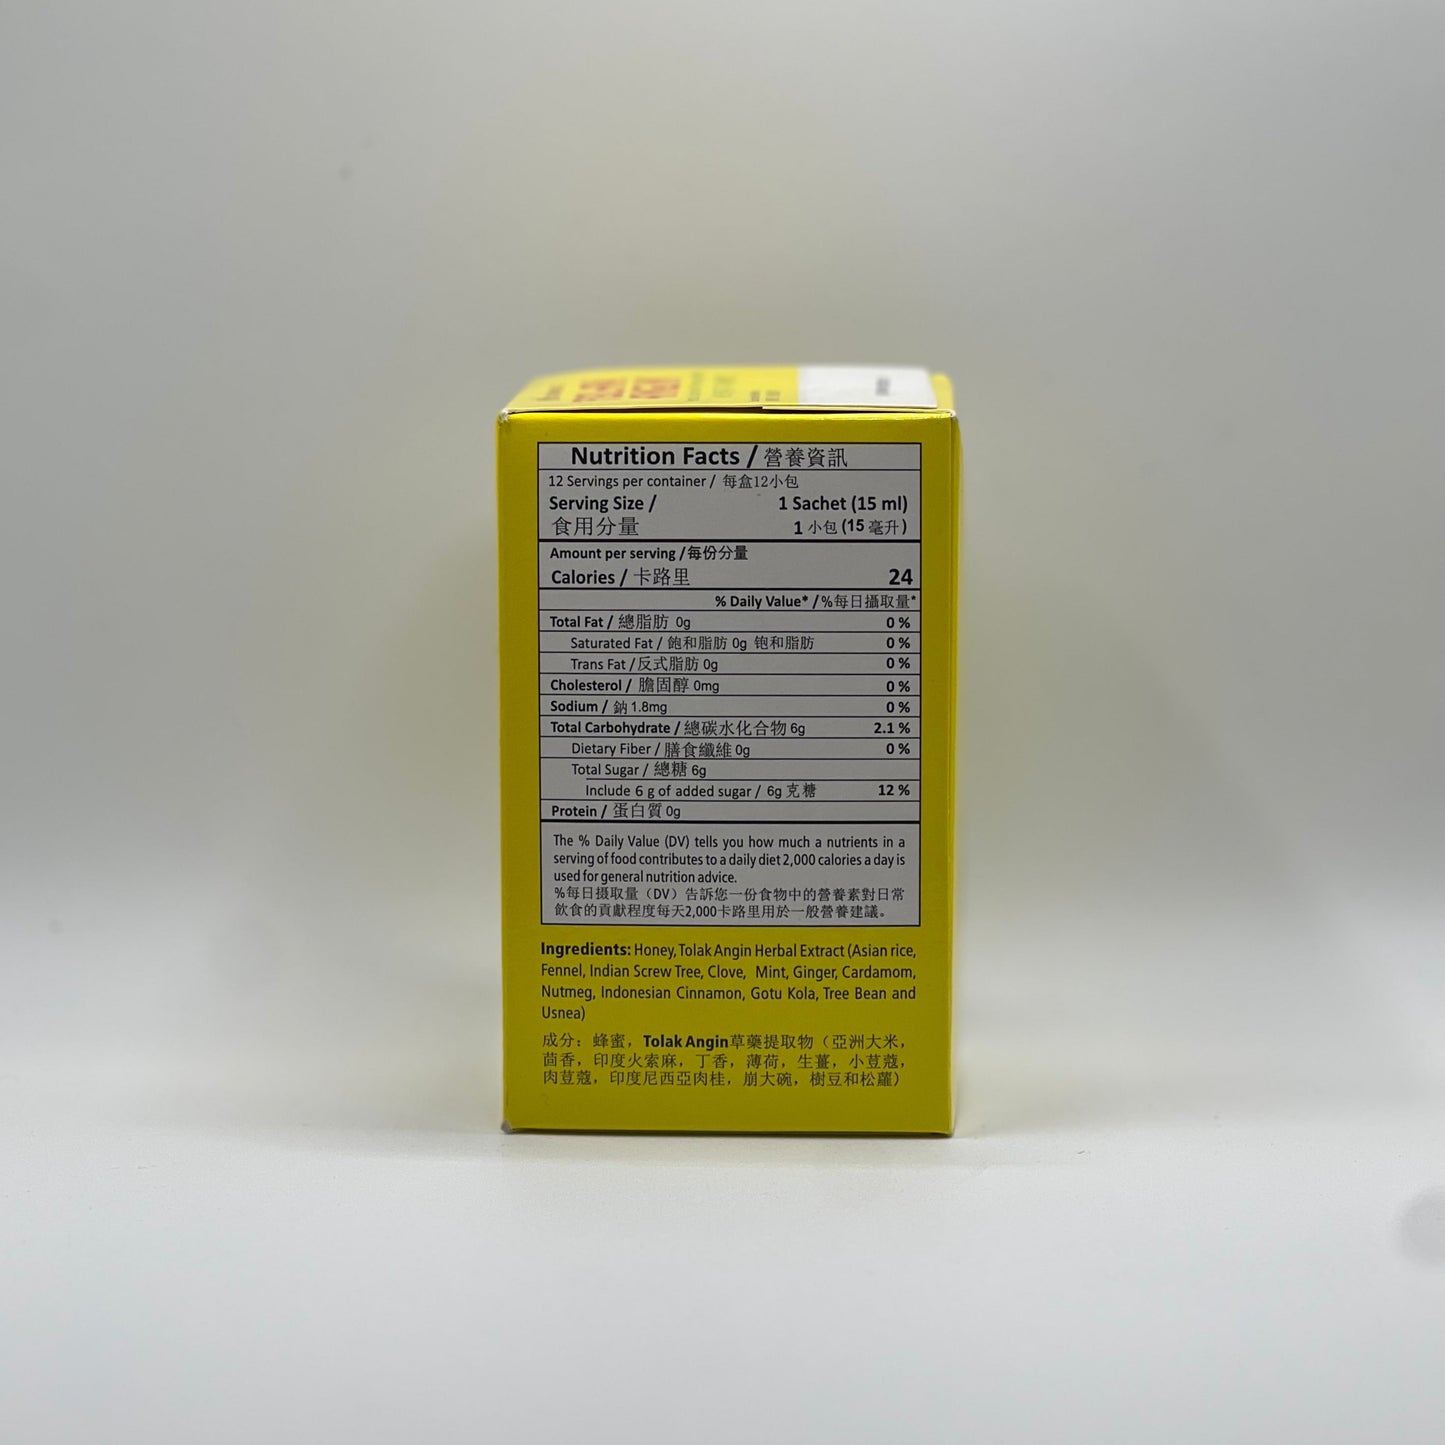 Nutrition Facts / 營養資訊
12 Servings per container / 每盒12小包
Serving Size / 1 Sachet (15 ml)
食用分量 1 小包 (15 毫升)
Amount per serving /每份分量
Calories / 卡路里 24
% Daily Value* /%每日攝取量*
Total Fat / 總脂肪 0g 0 %
Saturated Fat / 飽和脂肪 0g 饱和脂肪 0 %
Trans Fat /反式脂肪 0g 0 %
Cholesterol / 膽固醇 0mg 0 %
Sodium / 鈉 1.8mg 0 %
Total Carbohydrate / 總碳水化合物 6g 2.1 %
Dietary Fiber / 膳食纖維 0g 0 %
Total Sugar / 總糖 6g
Include 6 g of added sugar / 6g 克糖 12 %
Protein / 蛋白質 0g
The % Daily Value (DV) tells you how much a nutrients in a
serving of food contributes to a daily diet 2,000 calories a day is
used for general nutrition advice.
%每日摄取量（DV）告訴您一份食物中的營養素對日常
飲食的貢獻程度每天2,000卡路里用於一般營養建議。
Ingredients: Honey, Tolak Angin Herbal Extract (Asian rice,
Fennel, Indian Screw Tree, Clove, Mint, Ginger, Cardamom,
Nutmeg, Indonesian Cinnamon, Gotu Kola, Tree Bean and
Usnea)
成分：蜂蜜，Tolak Angin草藥提取物（亞洲大米，
茴香，印度火索麻，丁香，薄荷，生薑，小荳蔻，
肉荳蔻，印度尼西亞肉桂，崩大碗，樹豆和松蘿）